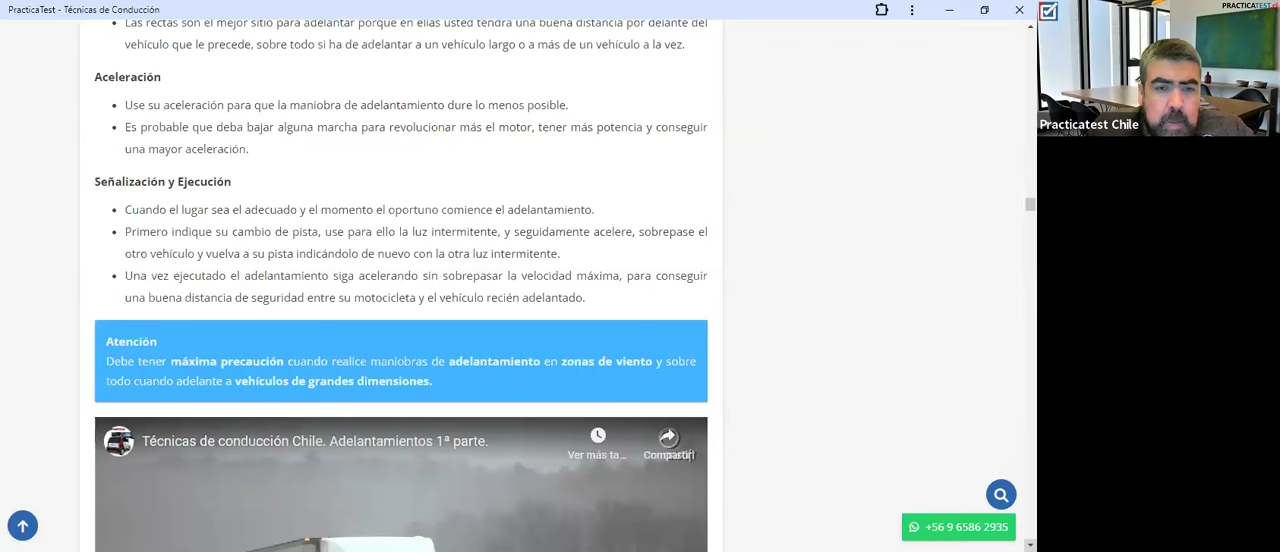 PracticaTest - Técnicas de Conducción
Las rectas son el mejor sitio para adelantar porque en ellas usted tendrá una buena distancia por delante del
vehículo que le precede, sobre todo si ha de adelantar a un vehículo largo o a más de un vehículo a la vez.
Aceleración
Use su aceleración para que la maniobra de adelantamiento dure lo menos posible.
Es probable que deba bajar alguna marcha para revolucionar más el motor, tener más potencia y conseguir
una mayor aceleración.
Señalización y Ejecución
Cuando el lugar sea el adecuado y el momento el oportuno comience el adelantamiento.
Primero indique su cambio de pista, use para ello la luz intermitente, y seguidamente acelere, sobrepase el
otro vehículo y vuelva a su pista indicándolo de nuevo con la otra luz intermitente.
Una vez ejecutado el adelantamiento siga acelerando sin sobrepasar la velocidad máxima, para conseguir
una buena distancia de seguridad entre su motocicleta y el vehículo recién adelantado.
Atención
Debe tener máxima precaución cuando realice maniobras de adelantamiento en zonas de viento y sobre
todo cuando adelante a vehículos de grandes dimensiones.
Técnicas de conducción Chile. Adelantamientos 1ª parte.
Ver más ta...
Compartir
+56 9 6586 2935
PRACTICATEST.cl
Practicatest Chile